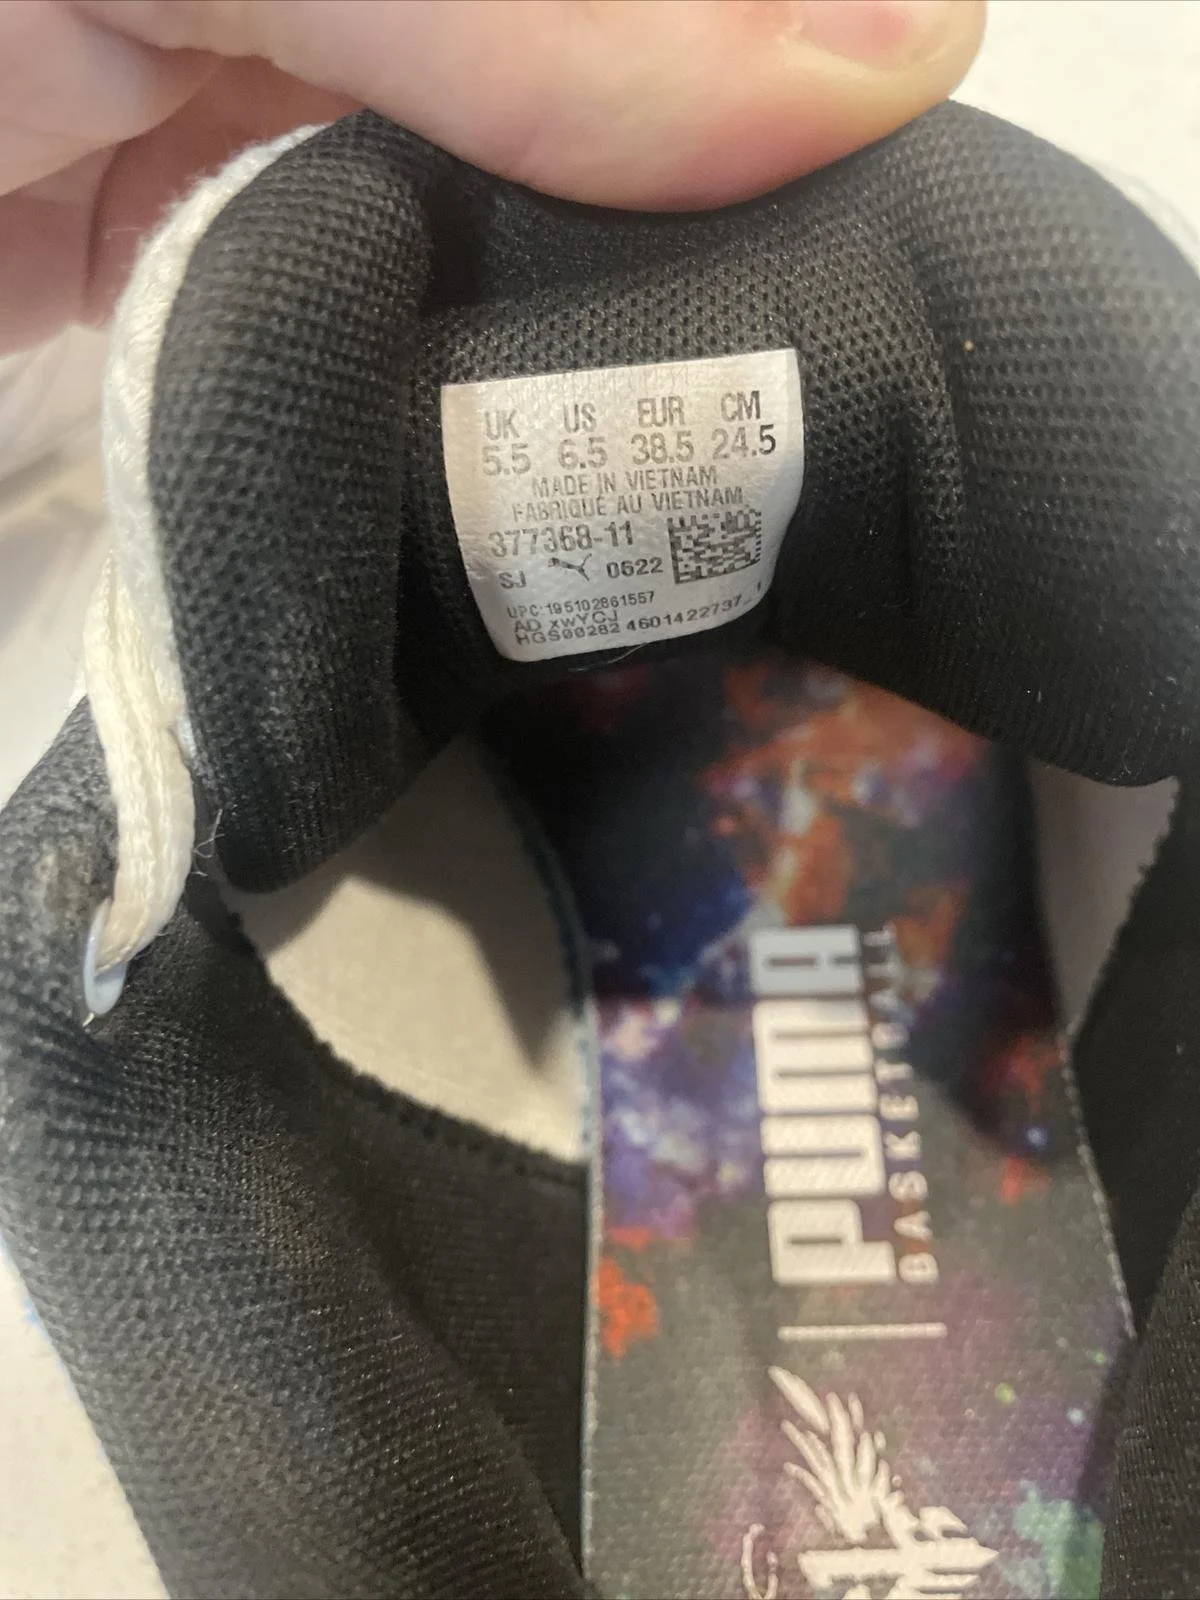 UK US EUR CM
5.5 6.5 38.5 24.5
MADE IN VIETNAM
FABRIQUÉ AU VIETNAM
377368-11
SJ 0622
UPC:195102861557
AD xwYCJ
HGS00282 4601422737-1
PUMA
BASKETBALL